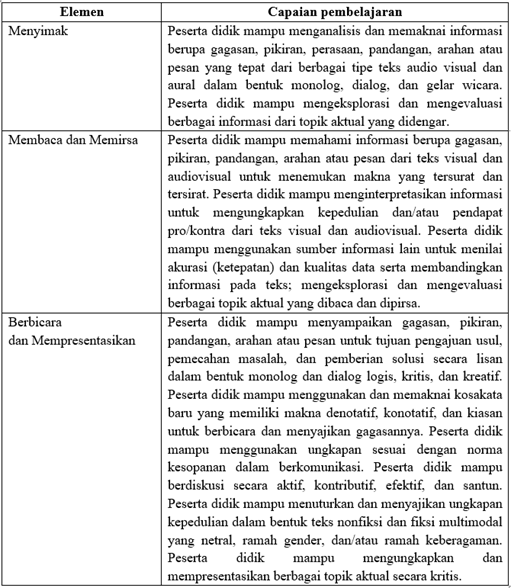 Elemen Capaian pembelajaran
Menyimak
Peserta didik mampu menganalisis dan memaknai informasi
berupa gagasan, pikiran, perasaan, pandangan, arahan atau
pesan yang tepat dari berbagai tipe teks audio visual dan
aural dalam bentuk monolog, dialog, dan gelar wicara.
Peserta didik mampu mengeksplorasi dan mengevaluasi
berbagai informasi dari topik aktual yang didengar.
Membaca dan Memirsa
Peserta didik mampu memahami informasi berupa gagasan,
pikiran, pandangan, arahan atau pesan dari teks visual dan
audiovisual untuk menemukan makna yang tersurat dan
tersirat. Peserta didik mampu menginterpretasikan informasi
untuk mengungkapkan kepedulian dan/atau pendapat
pro/kontra dari teks visual dan audiovisual. Peserta didik
mampu menggunakan sumber informasi lain untuk menilai
akurasi (ketepatan) dan kualitas data serta membandingkan
informasi pada teks; mengeksplorasi dan mengevaluasi
berbagai topik aktual yang dibaca dan dipirsa.
Berbicara
dan Mempresentasikan
Peserta didik mampu menyampaikan gagasan, pikiran,
pandangan, arahan atau pesan untuk tujuan pengajuan usul,
pemecahan masalah, dan pemberian solusi secara lisan
dalam bentuk monolog dan dialog logis, kritis, dan kreatif.
Peserta didik mampu menggunakan dan memaknai kosakata
baru yang memiliki makna denotatif, konotatif, dan kiasan
untuk berbicara dan menyajikan gagasannya. Peserta didik
mampu menggunakan ungkapan sesuai dengan norma
kesopanan dalam berkomunikasi. Peserta didik mampu
berdiskusi secara aktif, kontributif, efektif, dan santun.
Peserta didik mampu menuturkan dan menyajikan ungkapan
kepedulian dalam bentuk teks nonfiksi dan fiksi multimodal
yang netral, ramah gender, dan/atau ramah keberagaman.
Peserta didik mampu mengungkapkan dan
mempresentasikan berbagai topik aktual secara kritis.